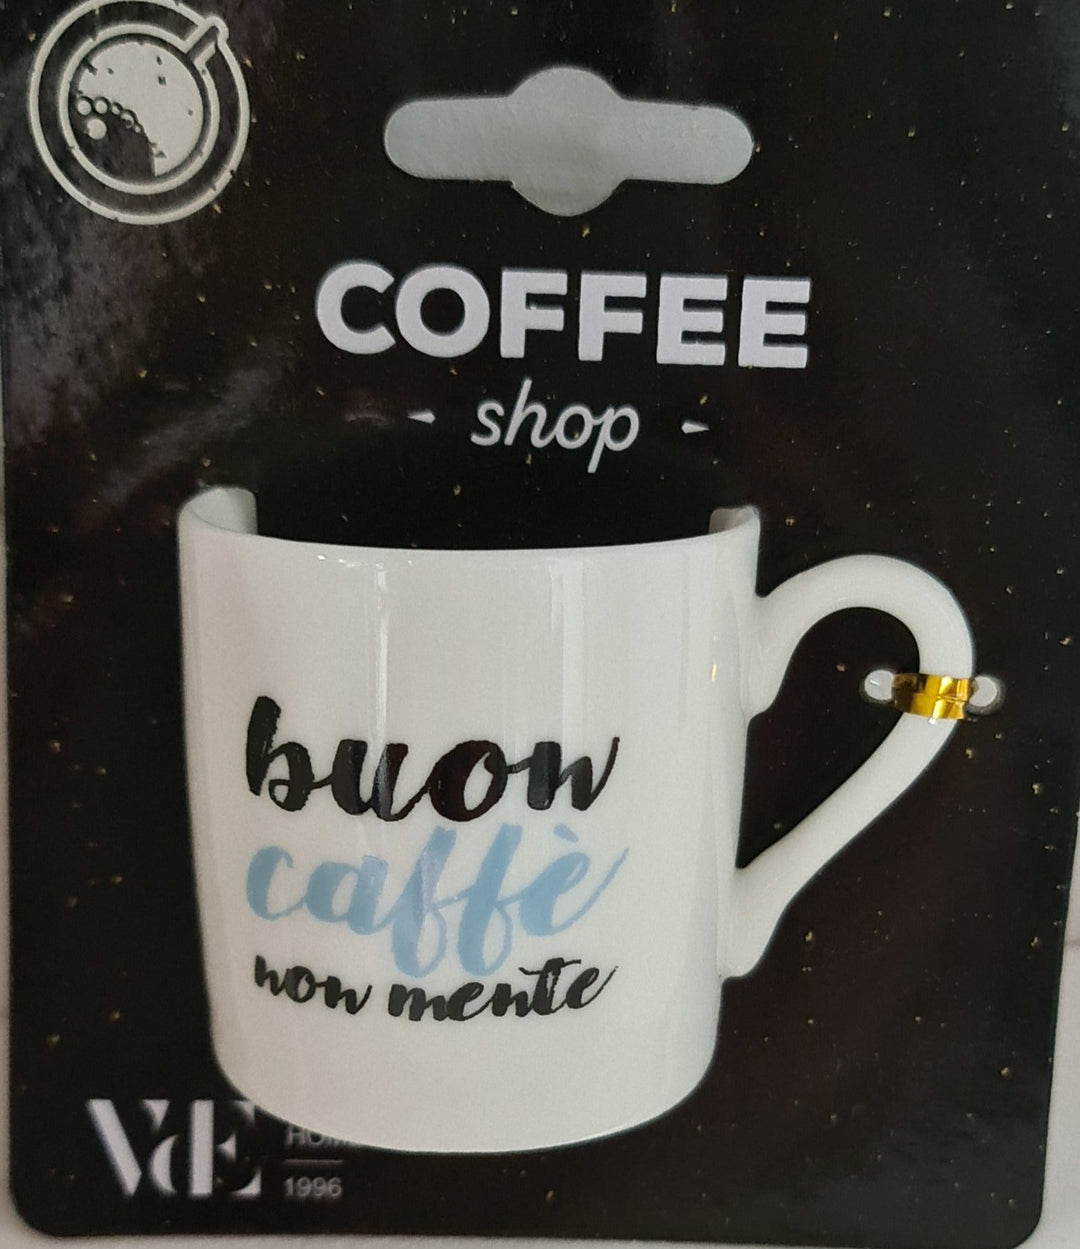 COFFEE
- shop -
buon
caffè
non mente
VdE
1996